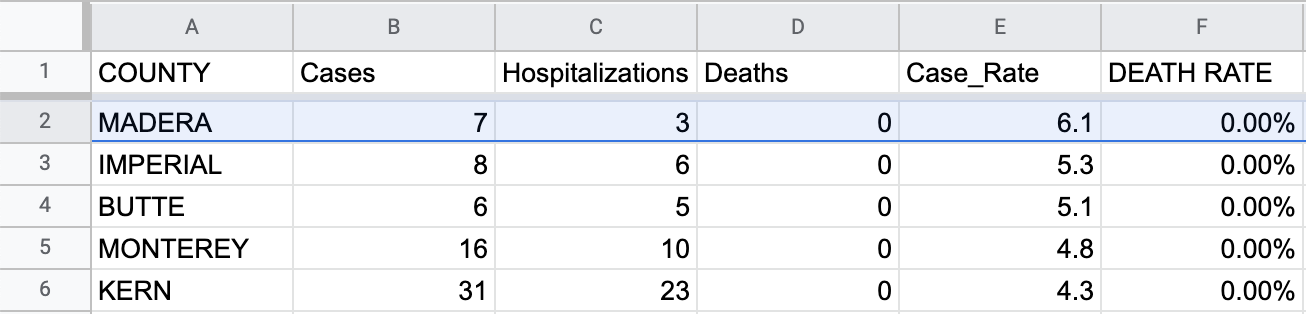 A B C D E F
1 COUNTY Cases Hospitalizations Deaths Case_Rate DEATH RATE
2 MADERA 7 3 0 6.1 0.00%
3 IMPERIAL 8 6 0 5.3 0.00%
4 BUTTE 6 5 0 5.1 0.00%
5 MONTEREY 16 10 0 4.8 0.00%
6 KERN 31 23 0 4.3 0.00%